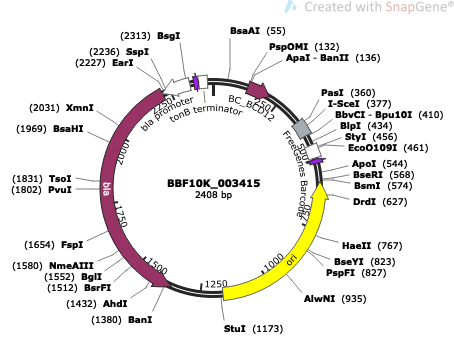 Created with SnapGene®
(2313) BsgI
BsaAI (55)
(2236) SspI
(2227) EarI
PspOMI (132)
ApaI - BanII (136)
bla promoter
tonB terminator
BC_BCD12
250
PasI (360)
I-SceI (377)
BbvCI - Bpu10I (410)
BlpI (434)
StyI (456)
EcoO109I (461)
(2031) XmnI
(1969) BsaHI
2000
500
FreeGenes Barcode
ApoI (544)
BseRI (568)
BsmI (574)
DrdI (627)
(1831) TsoI
(1802) PvuI
bla
BBF10K_003415
2408 bp
1750
750
(1654) FspI
HaeII (767)
BseYI (823)
PspFI (827)
(1580) NmeAIII
(1552) BglI
(1512) BsrFI
1500
1000
ori
AlwNI (935)
(1432) AhdI
(1380) BanI
1250
StuI (1173)